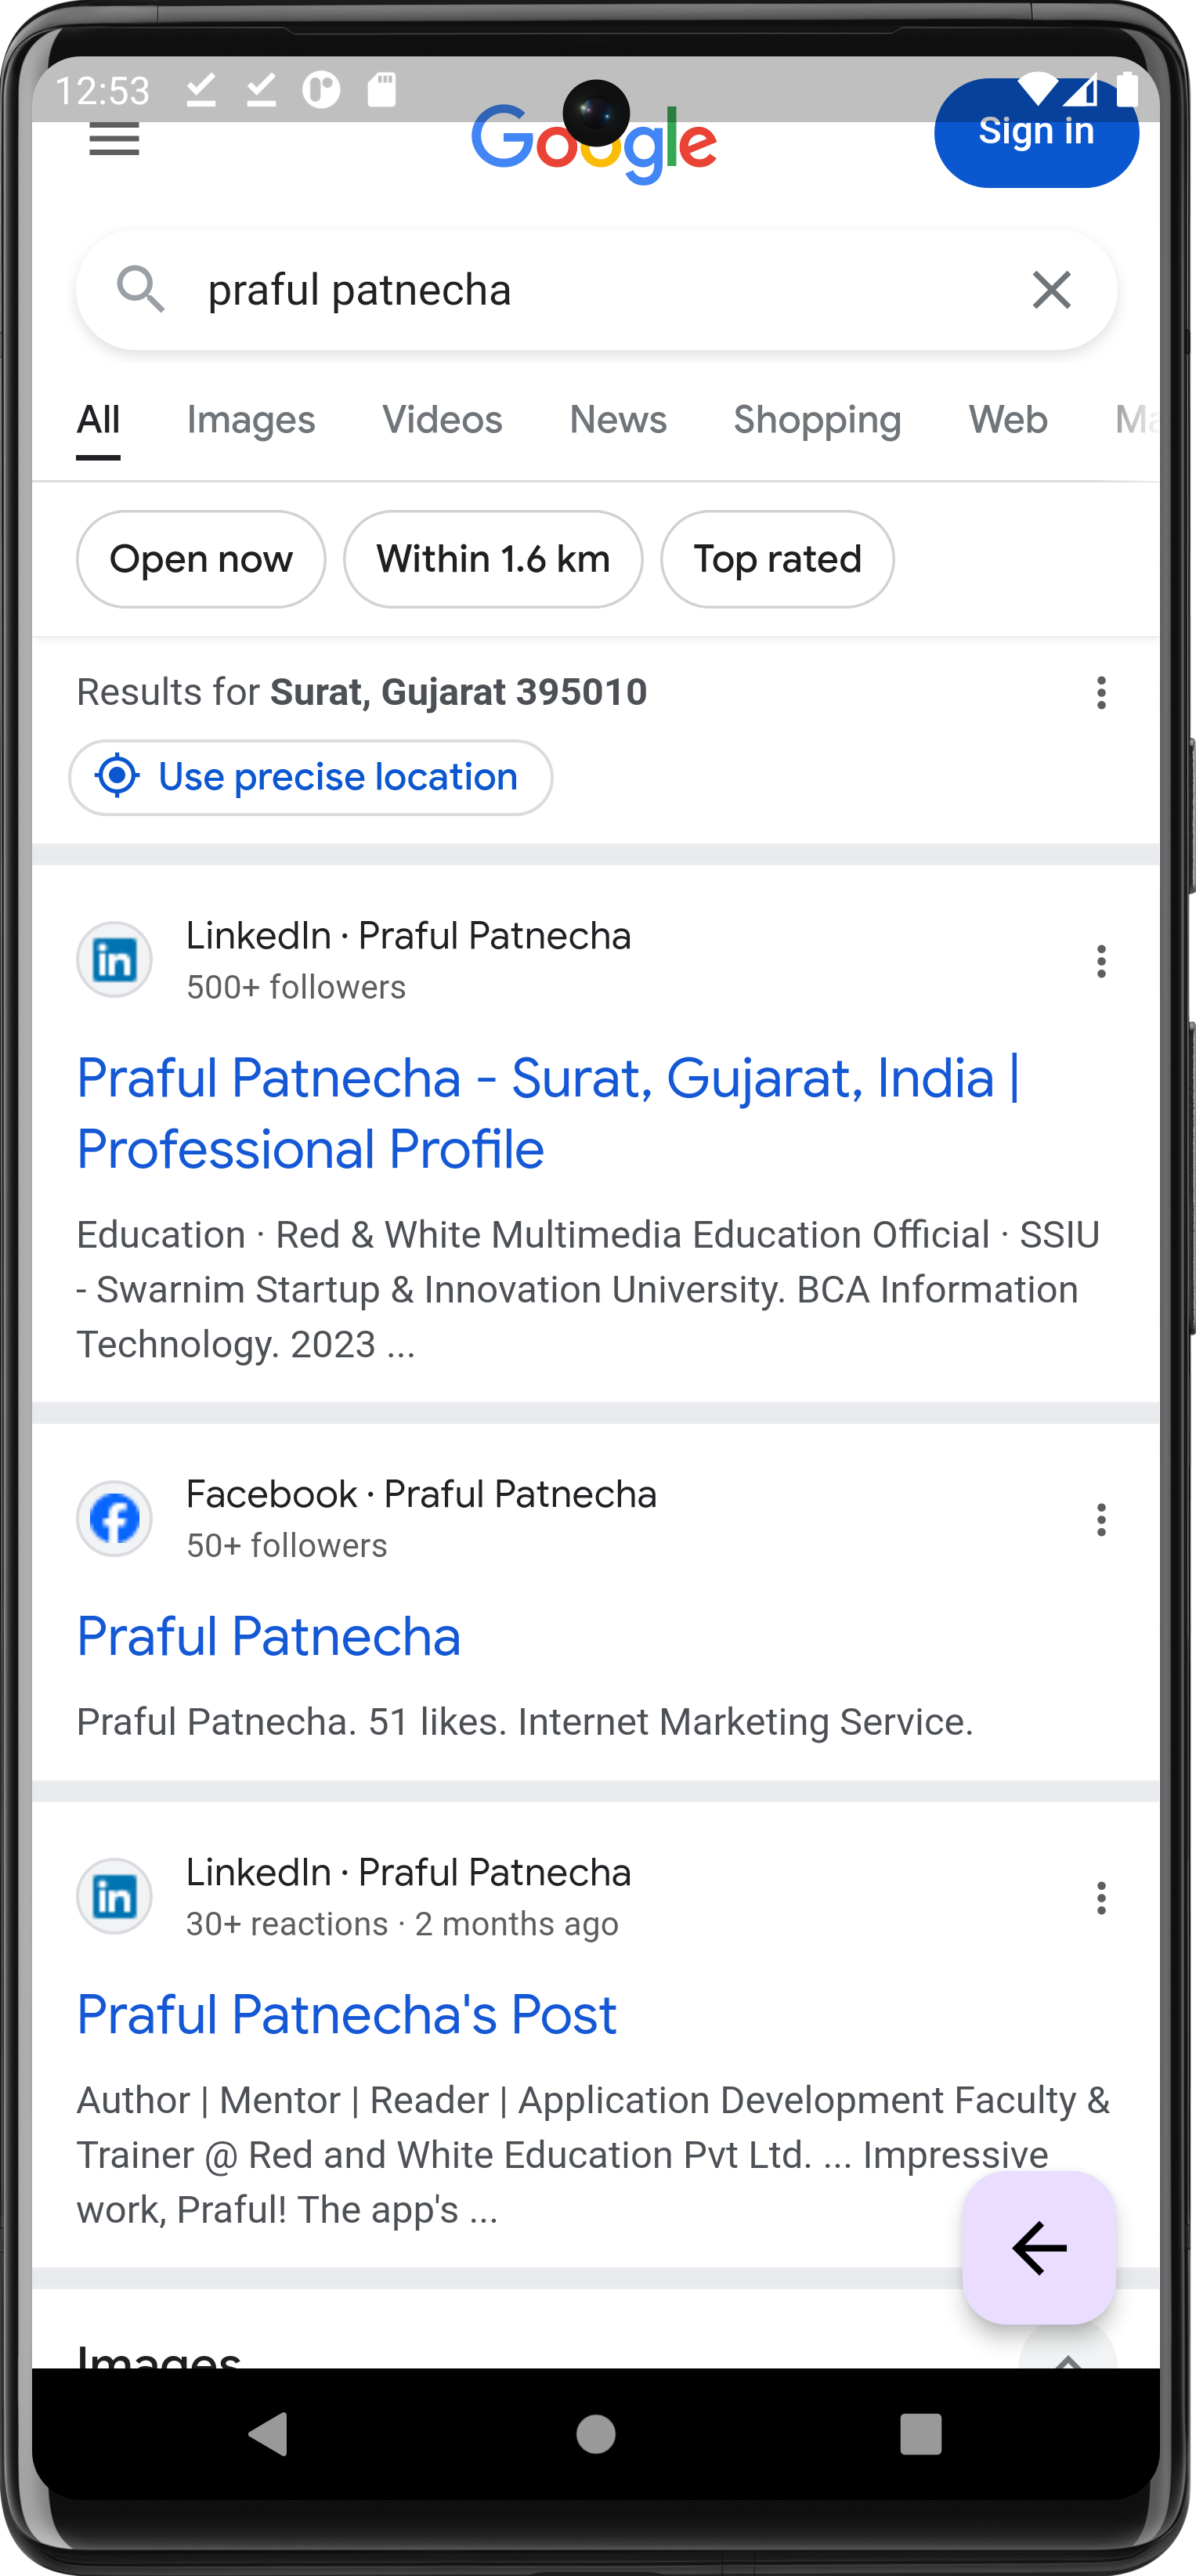 12:53
Google
Sign in
praful patnecha
All Images Videos News Shopping Web
Open now Within 1.6 km Top rated
Results for Surat, Gujarat 395010
Use precise location
LinkedIn · Praful Patnecha
500+ followers
Praful Patnecha - Surat, Gujarat, India |
Professional Profile
Education · Red & White Multimedia Education Official · SSIU
- Swarnim Startup & Innovation University. BCA Information
Technology. 2023 ...
Facebook · Praful Patnecha
50+ followers
Praful Patnecha
Praful Patnecha. 51 likes. Internet Marketing Service.
LinkedIn · Praful Patnecha
30+ reactions · 2 months ago
Praful Patnecha's Post
Author | Mentor | Reader | Application Development Faculty &
Trainer @ Red and White Education Pvt Ltd. ... Impressive
work, Praful! The app's ...
Images